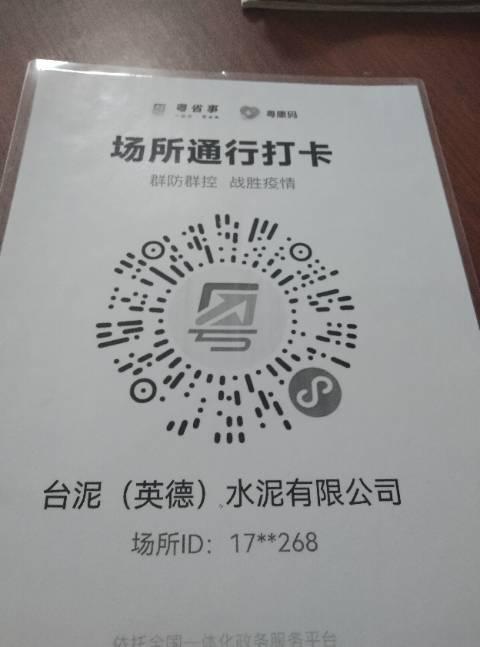 粤省事 粤康码
场所通行打卡
群防群控 战胜疫情
台泥（英德）水泥有限公司
场所ID：17**268
依托全国一体化政务服务平台